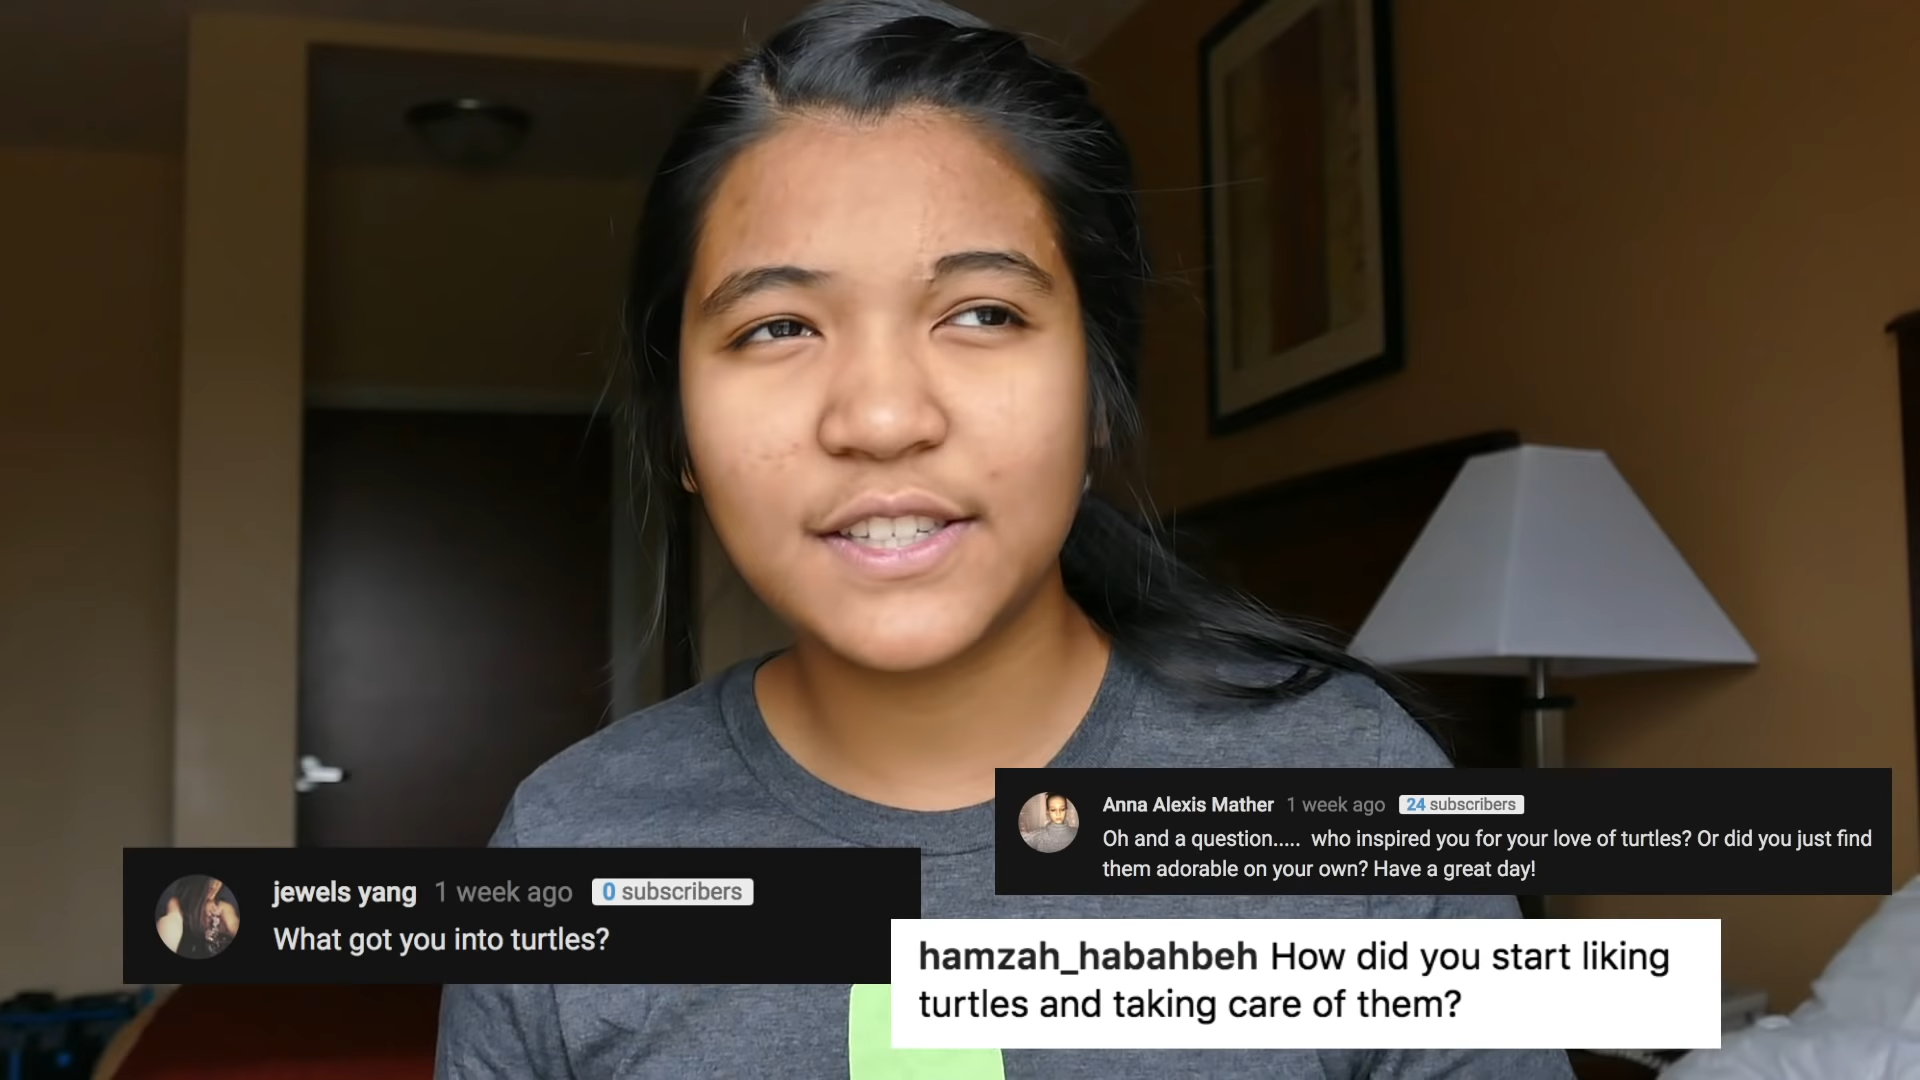 Anna Alexis Mather 1 week ago 24 subscribers
Oh and a question..... who inspired you for your love of turtles? Or did you just find
them adorable on your own? Have a great day!
jewels yang 1 week ago 0 subscribers
What got you into turtles?
hamzah_habahbeh How did you start liking
turtles and taking care of them?